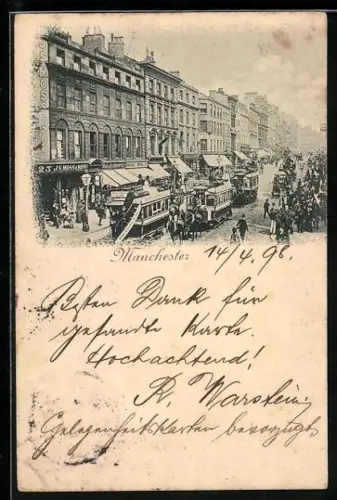 Manchester
14/4.98.
Besten Dank für
gesandte Karte.
Hochachtend!
R. Warstein.
Gelegenheitskarten bevorzugt.